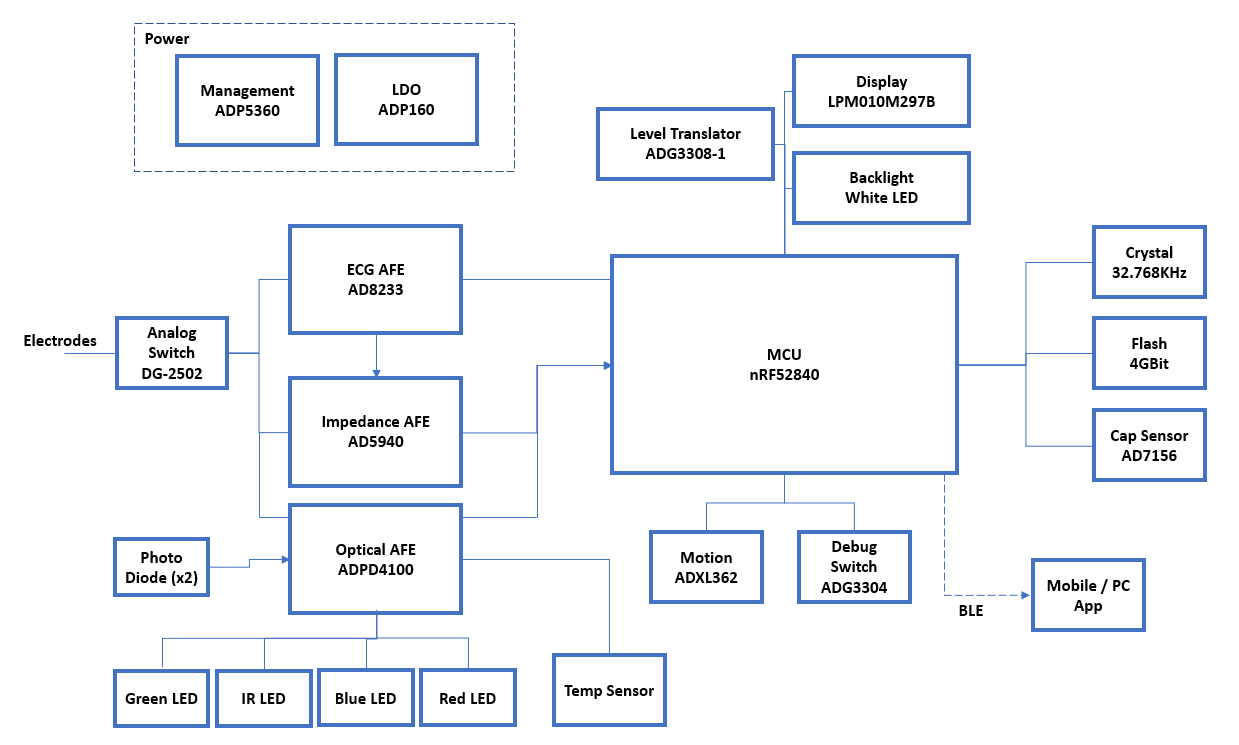 Power
Management
ADP5360
LDO
ADP160
Display
LPM010M297B
Level Translator
ADG3308-1
Backlight
White LED
ECG AFE
AD8233
Crystal
32.768KHz
Electrodes
Analog
Switch
DG-2502
MCU
nRF52840
Flash
4GBit
Impedance AFE
AD5940
Cap Sensor
AD7156
Photo
Diode (x2)
Optical AFE
ADPD4100
Motion
ADXL362
Debug
Switch
ADG3304
BLE
Mobile / PC
App
Green LED
IR LED
Blue LED
Red LED
Temp Sensor